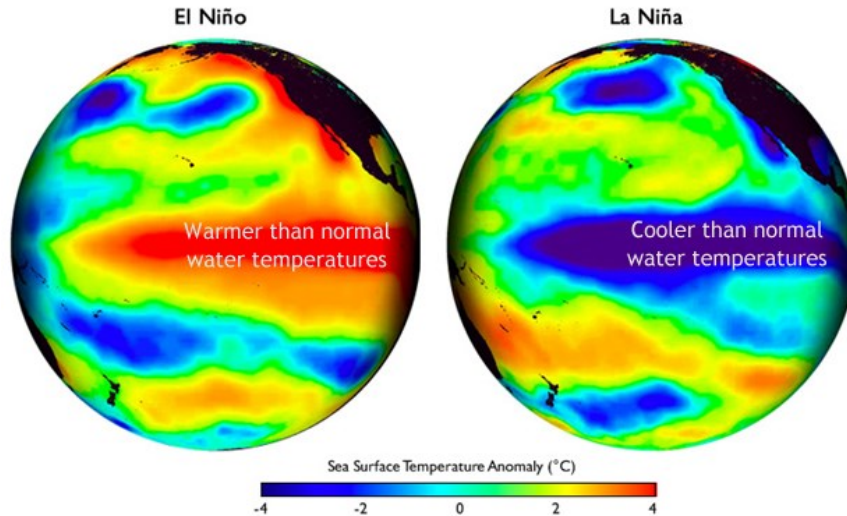 El Niño
La Niña
Warmer than normal
water temperatures
Cooler than normal
water temperatures
Sea Surface Temperature Anomaly (°C)
-4 -2 0 2 4